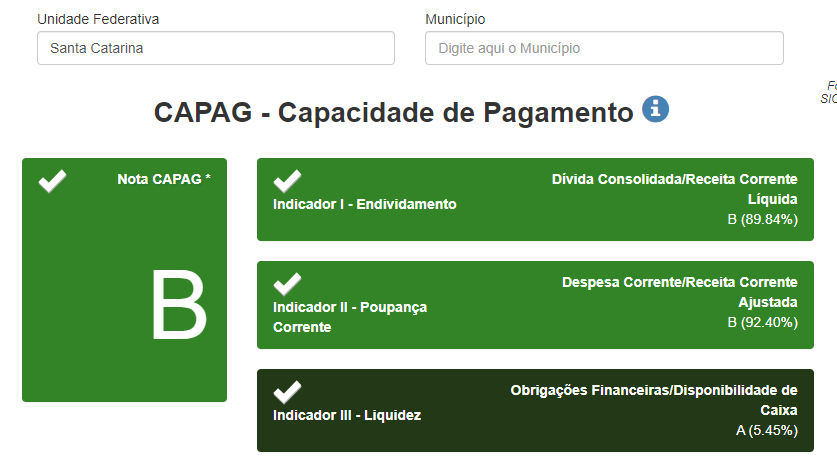 Unidade Federativa
Município
Santa Catarina
Digite aqui o Município
CAPAG - Capacidade de Pagamento
Nota CAPAG *
B
Indicador I - Endividamento
Dívida Consolidada/Receita Corrente
Líquida
B (89.84%)
Indicador II - Poupança
Corrente
Despesa Corrente/Receita Corrente
Ajustada
B (92.40%)
Indicador III - Liquidez
Obrigações Financeiras/Disponibilidade de
Caixa
A (5.45%)